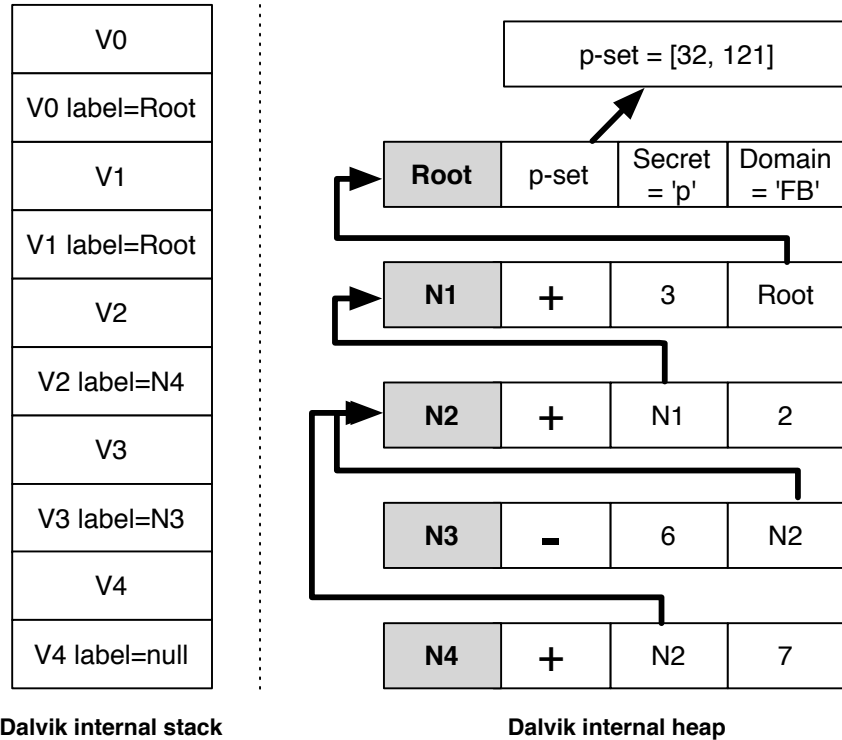 V0
V0 label=Root
V1
V1 label=Root
V2
V2 label=N4
V3
V3 label=N3
V4
V4 label=null
Dalvik internal stack
p-set = [32, 121]
Root p-set Secret = 'p' Domain = 'FB'
N1 + 3 Root
N2 + N1 2
N3 - 6 N2
N4 + N2 7
Dalvik internal heap